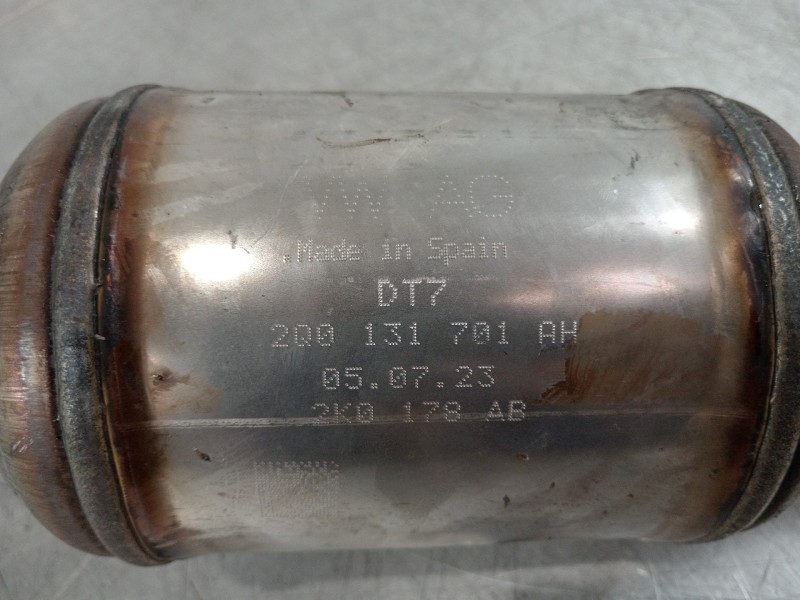 VW AG
.Made in Spain
DT7
2Q0 131 701 AH
05.07.23
2K0 178 AB